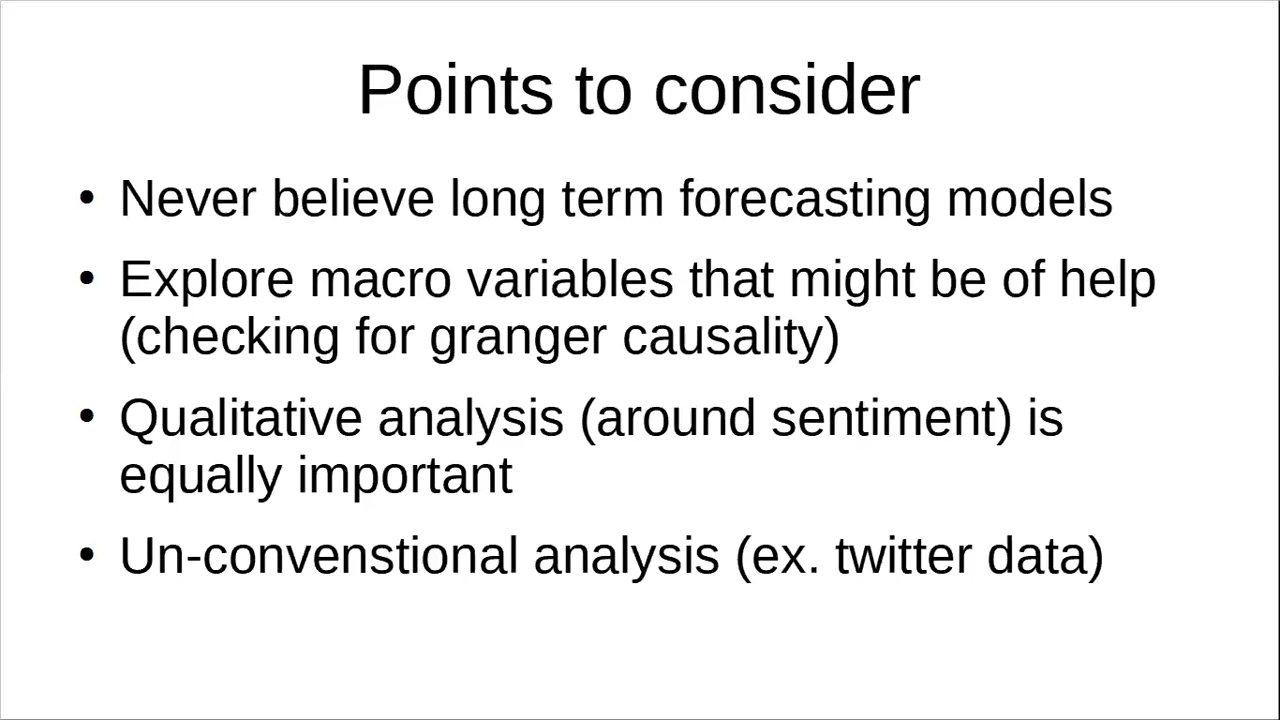 Points to consider
• Never believe long term forecasting models
• Explore macro variables that might be of help
(checking for granger causality)
• Qualitative analysis (around sentiment) is
equally important
• Un-convenstional analysis (ex. twitter data)